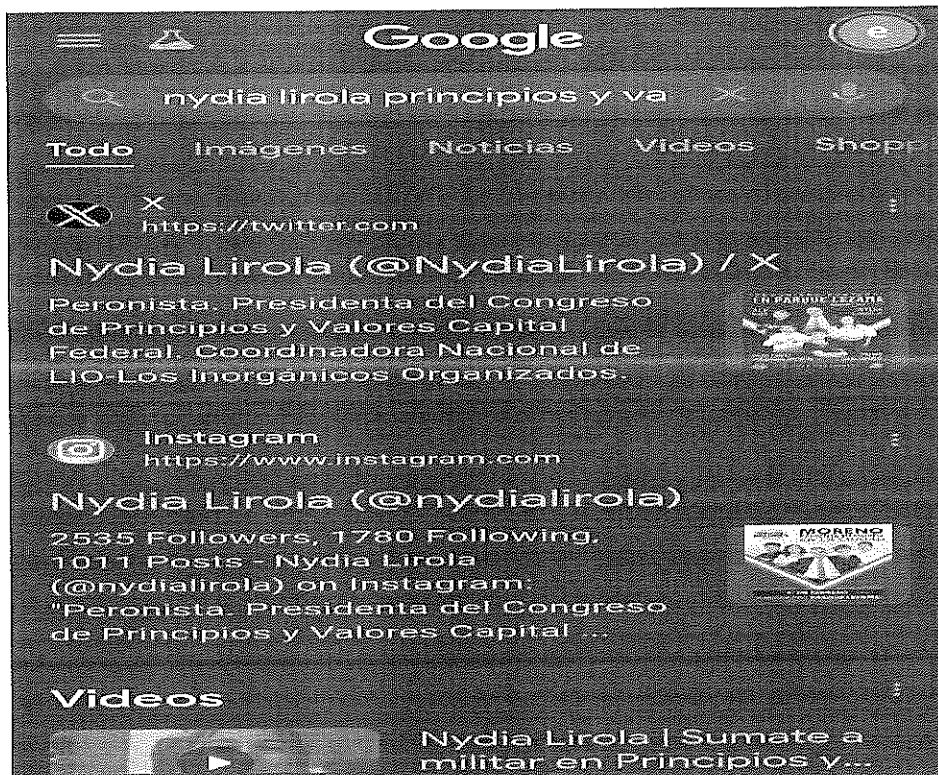 Google
e
nydia lirola principios y va
Todo Imágenes Noticias Videos Shopp
X
https://twitter.com
Nydia Lirola (@NydiaLirola) / X
Peronista. Presidenta del Congreso
de Principios y Valores Capital
Federal. Coordinadora Nacional de
LIO-Los Inorgánicos Organizados.
EN PARQUE LEZAMA
Instagram
https://www.instagram.com
Nydia Lirola (@nydialirola)
2535 Followers, 1780 Following,
1011 Posts - Nydia Lirola
(@nydialirola) on Instagram:
"Peronista. Presidenta del Congreso
de Principios y Valores Capital ...
MORENO
Videos
Nydia Lirola | Sumate a
militar en Principios y...